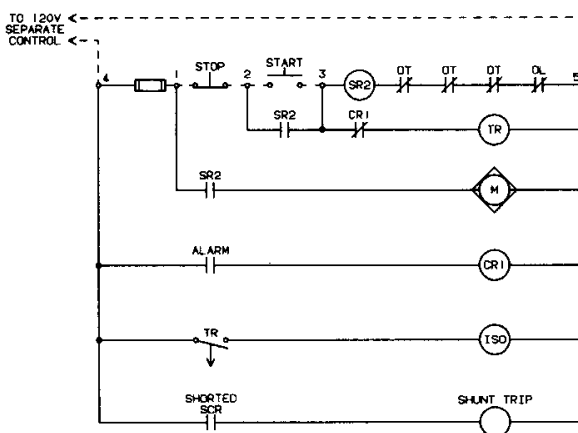 TO 120V
SEPARATE
CONTROL
4
1
STOP
2
START
3
SR2
OT
OT
OT
OL
5
SR2
CR1
TR
SR2
M
ALARM
CR1
TR
ISO
SHORTED
SCR
SHUNT TRIP